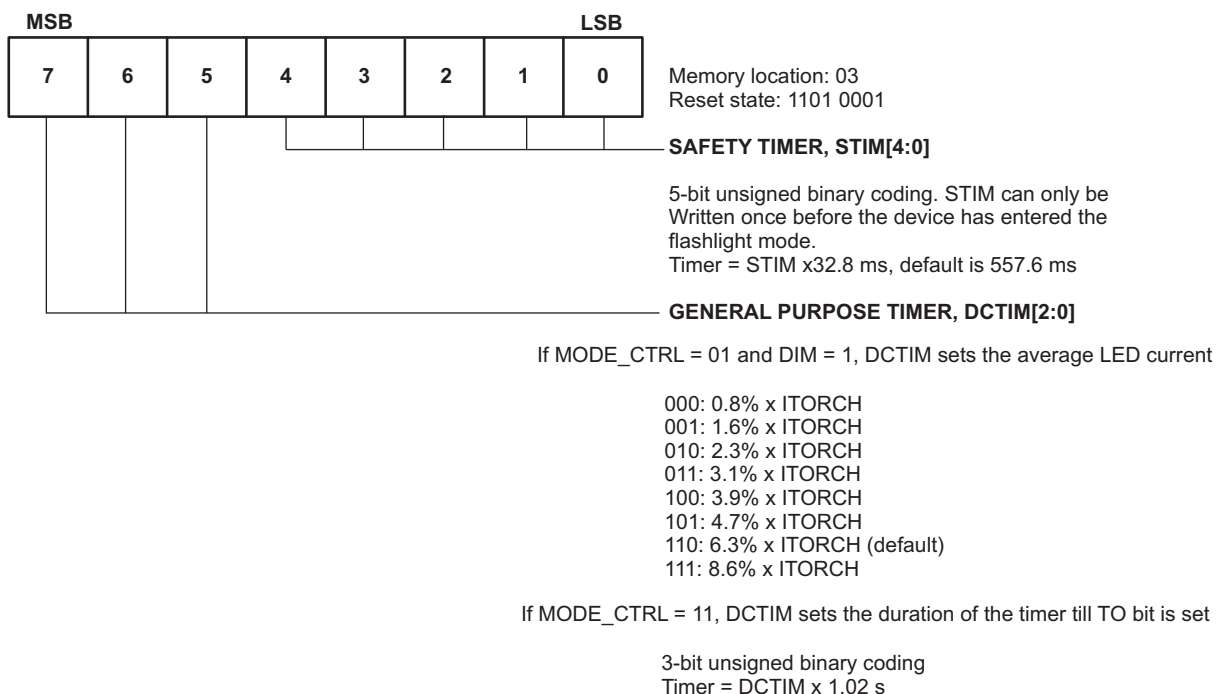 MSB LSB
7 6 5 4 3 2 1 0
Memory location: 03
Reset state: 1101 0001
SAFETY TIMER, STIM[4:0]
5-bit unsigned binary coding. STIM can only be
Written once before the device has entered the
flashlight mode.
Timer = STIM x32.8 ms, default is 557.6 ms
GENERAL PURPOSE TIMER, DCTIM[2:0]
If MODE_CTRL = 01 and DIM = 1, DCTIM sets the average LED current
000: 0.8% x ITORCH
001: 1.6% x ITORCH
010: 2.3% x ITORCH
011: 3.1% x ITORCH
100: 3.9% x ITORCH
101: 4.7% x ITORCH
110: 6.3% x ITORCH (default)
111: 8.6% x ITORCH
If MODE_CTRL = 11, DCTIM sets the duration of the timer till TO bit is set
3-bit unsigned binary coding
Timer = DCTIM x 1.02 s